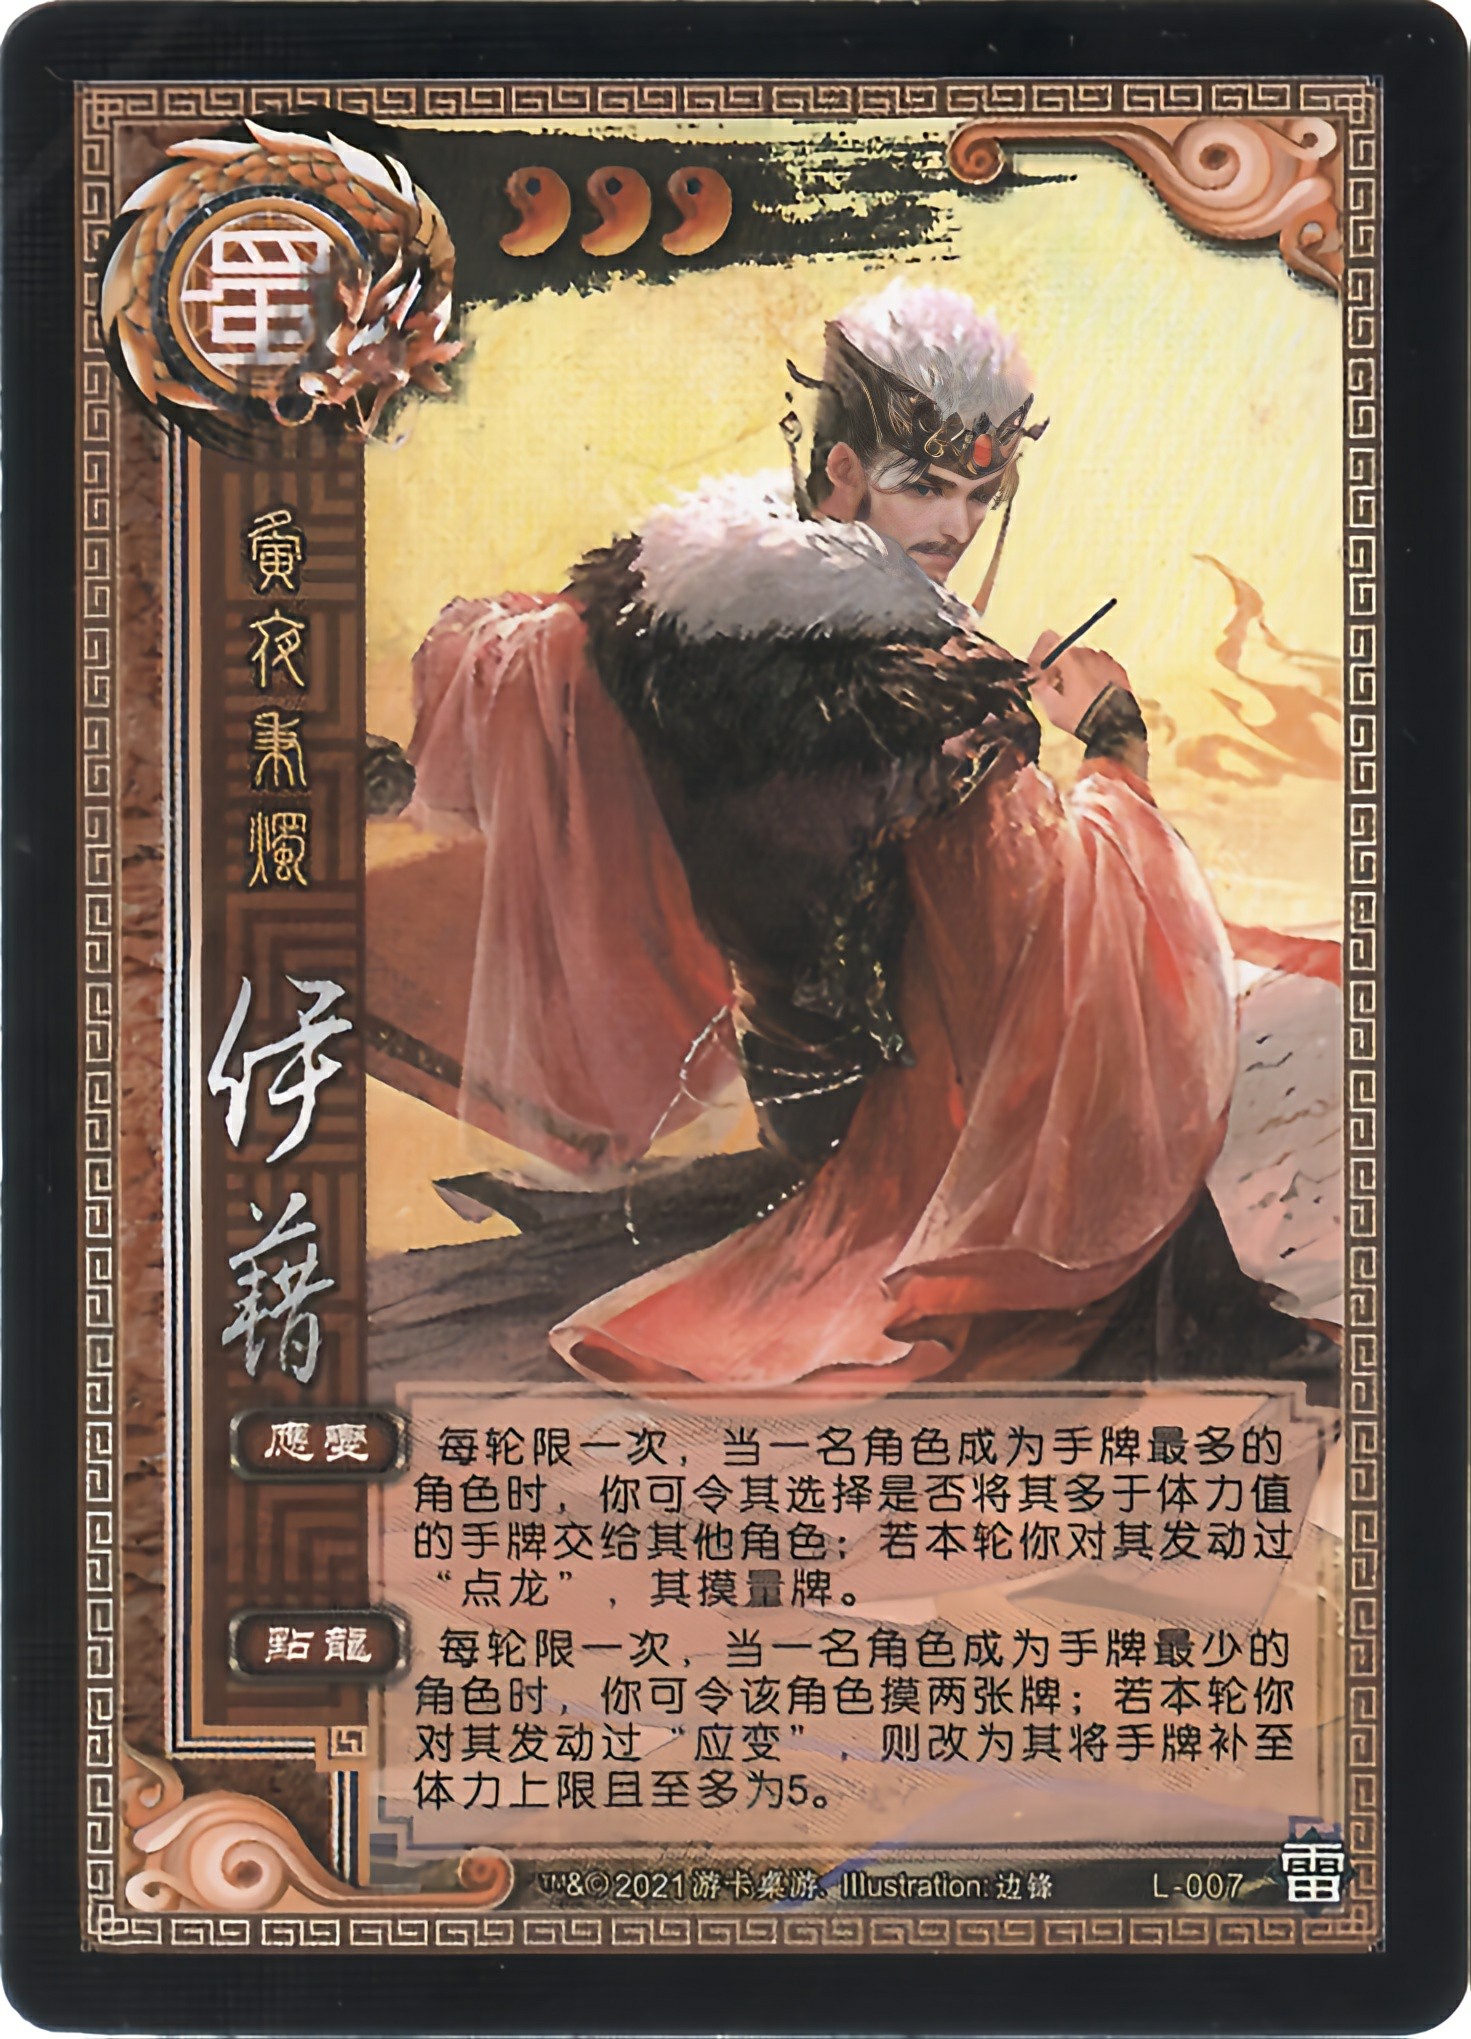 蜀
寅夜秉燭
伊藉
應變
每轮限一次，当一名角色成为手牌最多的
角色时，你可令其选择是否将其多于体力值
的手牌交给其他角色；若本轮你对其发动过
“点龙”，其摸量牌。
點龍
每轮限一次，当一名角色成为手牌最少的
角色时，你可令该角色摸两张牌；若本轮你
对其发动过“应变”，则改为其将手牌补至
体力上限且至多为5。
™&©2021游卡桌游. Illustration:边锋
L-007
雷